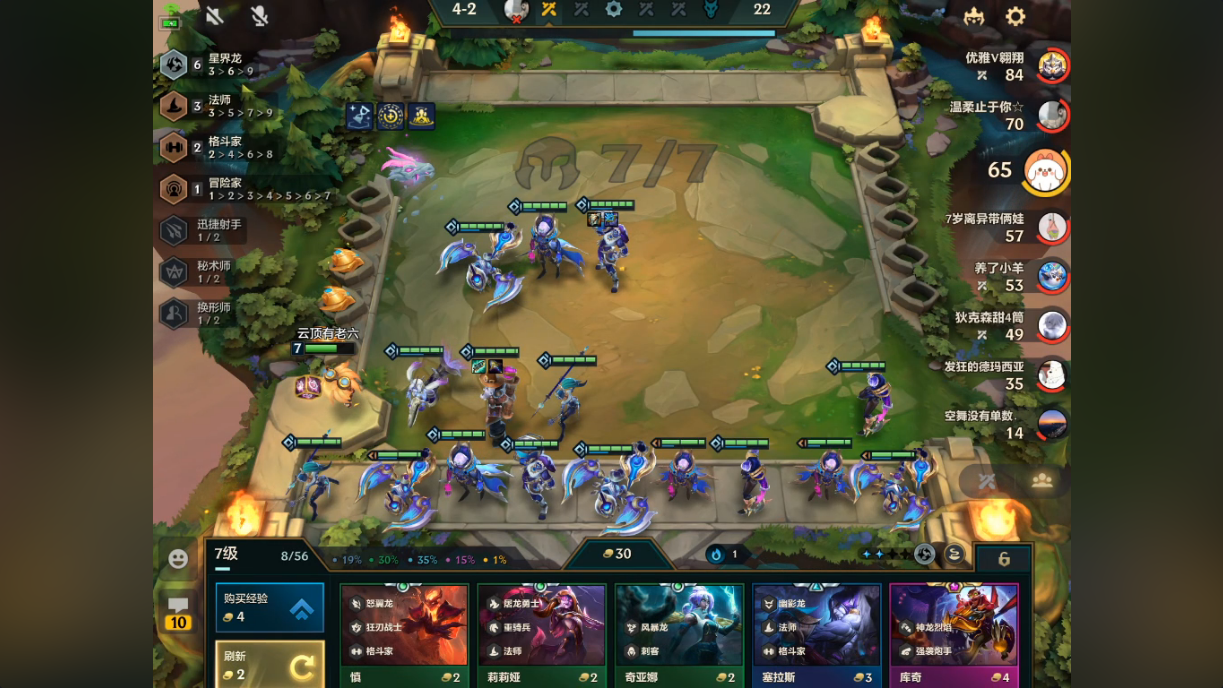 4-2
22
6 星界龙
3 > 6 > 9
3 法师
3 > 5 > 7 > 9
2 格斗家
2 > 4 > 6 > 8
1 冒险家
1 > 2 > 3 > 4 > 5 > 6 > 7
迅捷射手
1 / 2
秘术师
1 / 2
换形师
1 / 2
7/7
优雅V翱翔
84
温柔止于你☆
70
65
7岁离异带俩娃
57
养了小羊
53
狄克森甜4筒
49
发狂的德玛西亚
35
空舞没有单数.
14
云顶有老六
7
7级
8/56
19%
30%
35%
15%
1%
30
1
购买经验
4
刷新
2
10
怒翼龙
狂刃战士
格斗家
慎
2
屠龙勇士
重骑兵
法师
莉莉娅
2
风暴龙
刺客
奇亚娜
2
幽影龙
法师
格斗家
塞拉斯
3
神龙烈焰
强袭炮手
库奇
4